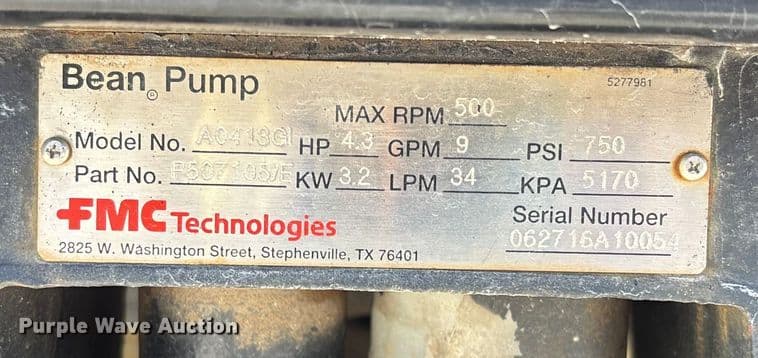 Bean® Pump
5277981
MAX RPM 500
Model No. A0413GI HP 4.3 GPM 9 PSI 750
Part No. KW 3.2 LPM 34 KPA 5170
FMC Technologies
Serial Number
2825 W. Washington Street, Stephenville, TX 76401
062716A10054
Purple Wave Auction